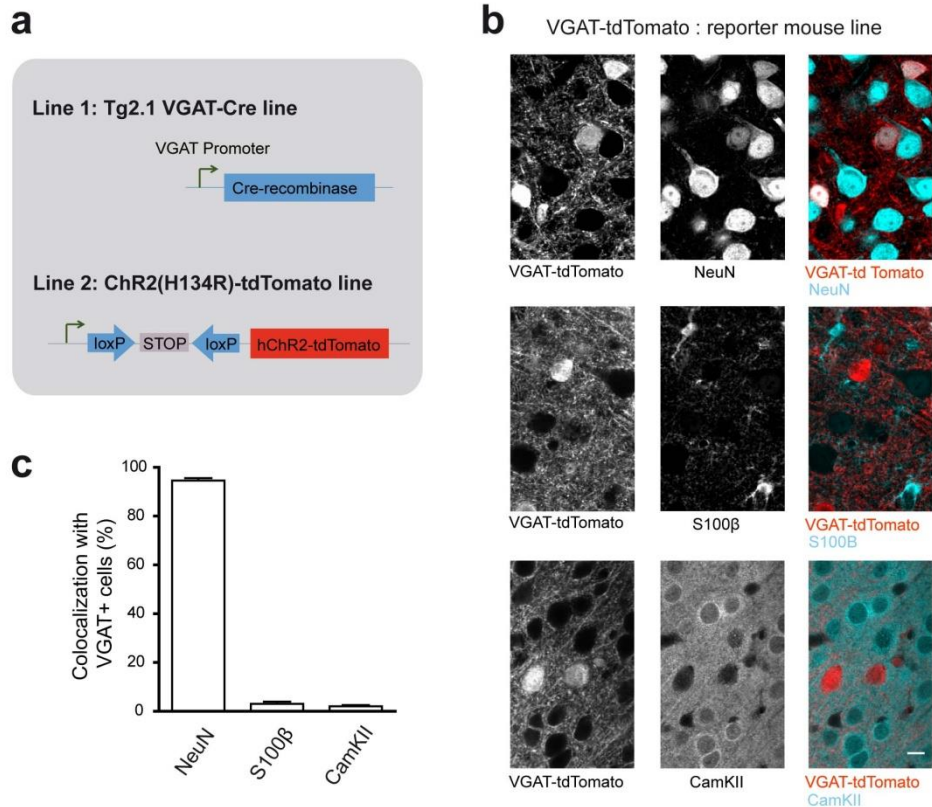 a
Line 1: Tg2.1 VGAT-Cre line
VGAT Promoter
Cre-recombinase
Line 2: ChR2(H134R)-tdTomato line
loxP STOP loxP hChR2-tdTomato
b
VGAT-tdTomato : reporter mouse line
VGAT-tdTomato NeuN VGAT-td Tomato
NeuN
VGAT-tdTomato S100β VGAT-tdTomato
S100B
VGAT-tdTomato CamKII VGAT-tdTomato
CamKII
c
Colocalization with
VGAT+ cells (%)
100
80
60
40
20
0
NeuN
S100β
CamKII